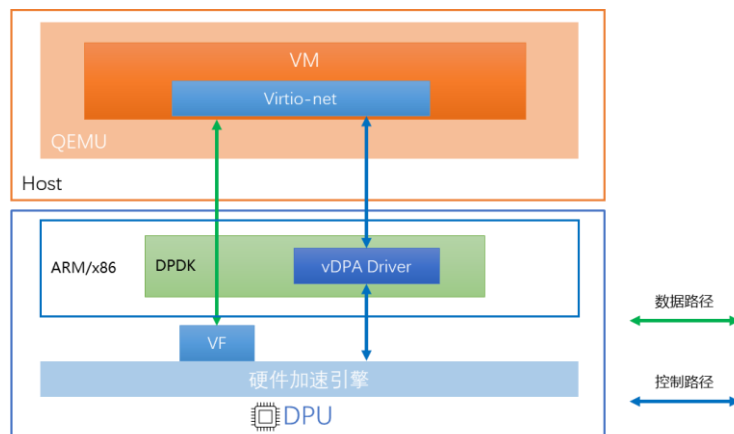 VM
Virtio-net
QEMU
Host
ARM/x86
DPDK
vDPA Driver
VF
硬件加速引擎
DPU
数据路径
控制路径